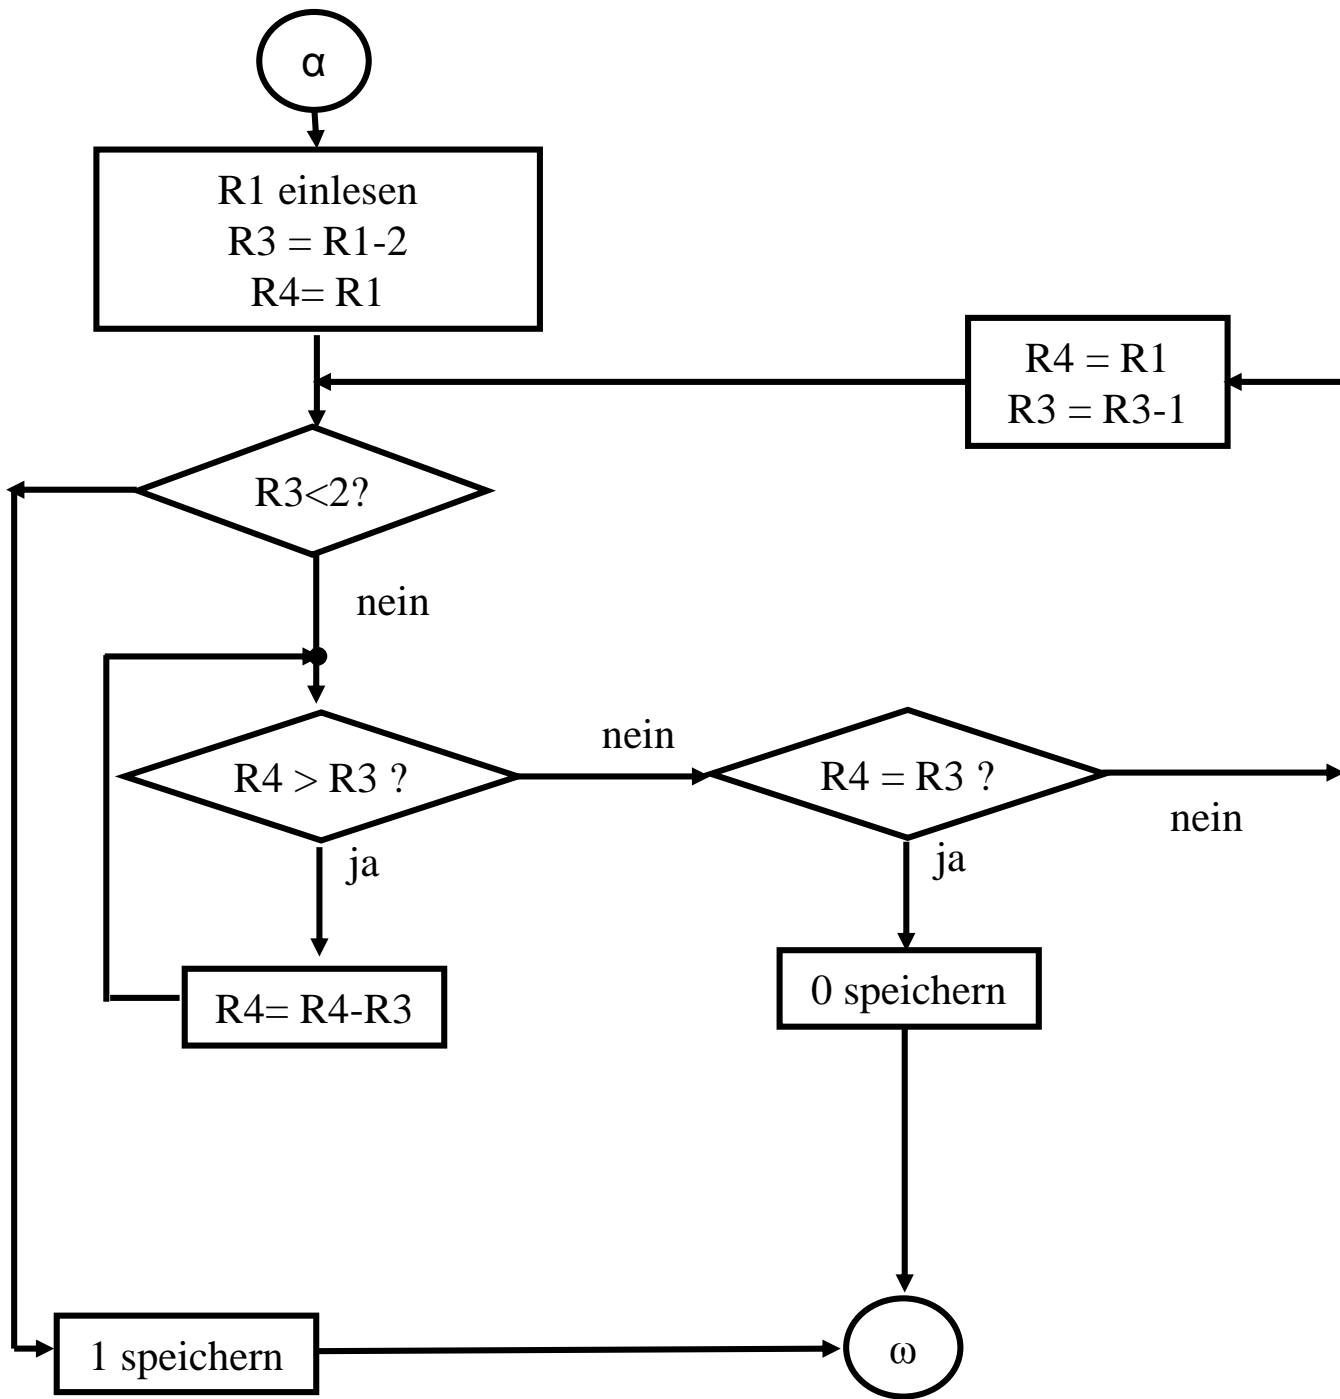 α
R1 einlesen
R3 = R1-2
R4= R1
R4 = R1
R3 = R3-1
R3<2?
nein
R4 > R3 ?
nein
R4 = R3 ?
nein
ja
ja
R4= R4-R3
0 speichern
1 speichern
ω